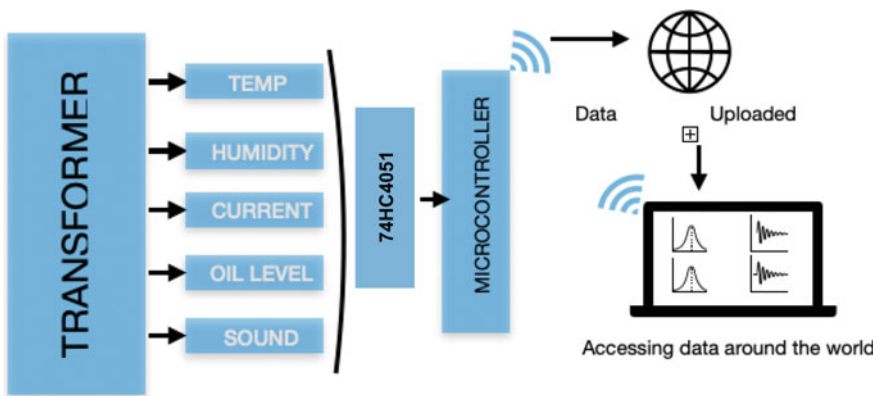 TRANSFORMER
TEMP
HUMIDITY
CURRENT
OIL LEVEL
SOUND
74HC4051
MICROCONTROLLER
Data Uploaded
Accessing data around the world